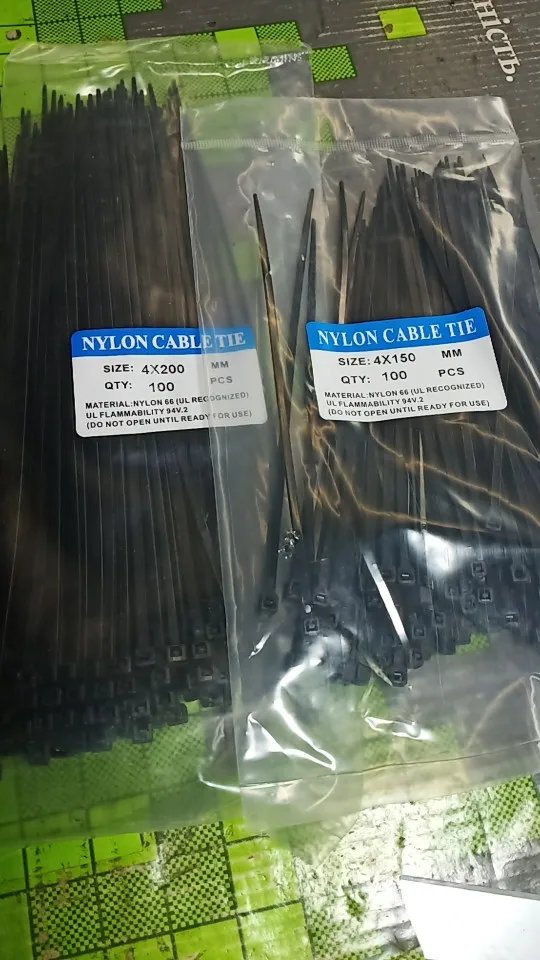 ність.
NYLON CABLE TIE
SIZE: 4X200 MM
QTY: 100 PCS
MATERIAL:NYLON 66 (UL RECOGNIZED)
UL FLAMMABILITY 94V.2
(DO NOT OPEN UNTIL READY FOR USE)
NYLON CABLE TIE
SIZE: 4X150 MM
QTY: 100 PCS
MATERIAL:NYLON 66 (UL RECOGNIZED)
UL FLAMMABILITY 94V.2
(DO NOT OPEN UNTIL READY FOR USE)